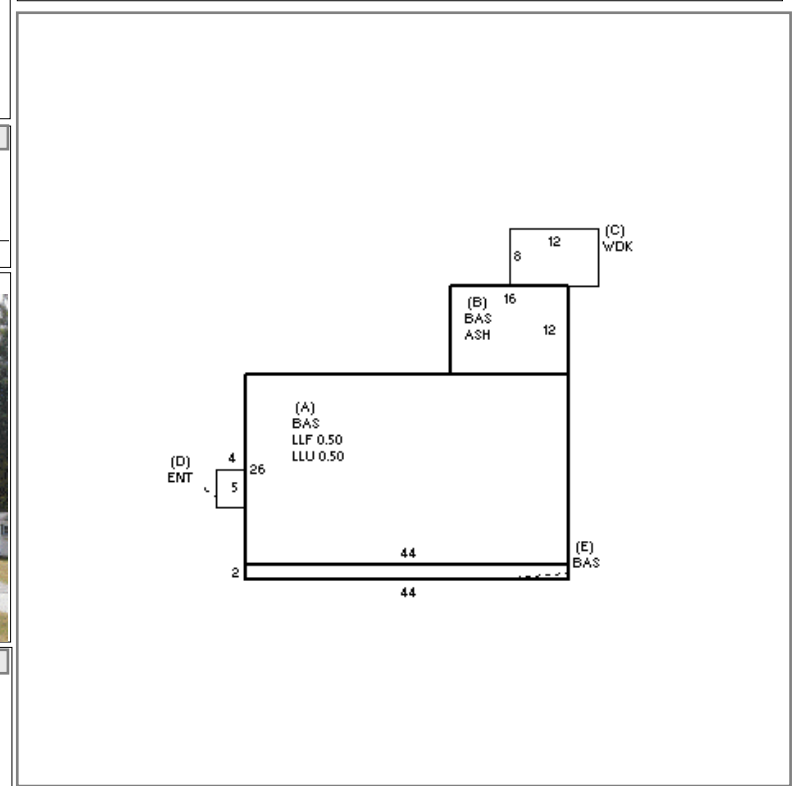 (C)
WDK
12
8
16
(B)
BAS
ASH
12
(A)
BAS
LLF 0.50
LLU 0.50
(D)
ENT
4
26
5
44
(E)
BAS
2
44